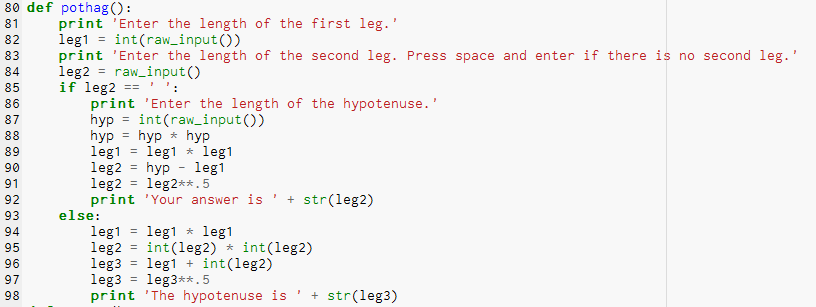 80 def pothag():
81     print 'Enter the length of the first leg.'
82     leg1 = int(raw_input())
83     print 'Enter the length of the second leg. Press space and enter if there is no second leg.'
84     leg2 = raw_input()
85     if leg2 == ' ':
86         print 'Enter the length of the hypotenuse.'
87         hyp = int(raw_input())
88         hyp = hyp * hyp
89         leg1 = leg1 * leg1
90         leg2 = hyp - leg1
91         leg2 = leg2**.5
92         print 'Your answer is ' + str(leg2)
93     else:
94         leg1 = leg1 * leg1
95         leg2 = int(leg2) * int(leg2)
96         leg3 = leg1 + int(leg2)
97         leg3 = leg3**.5
98         print 'The hypotenuse is ' + str(leg3)